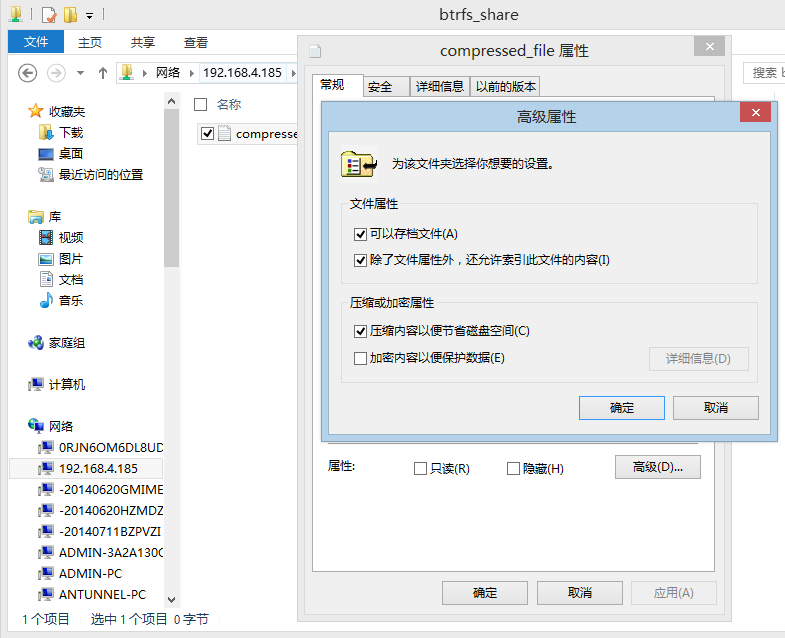 btrfs_share
文件 主页 共享 查看
网络 192.168.4.185 搜索 b
收藏夹
下载
桌面
最近访问的位置
库
视频
图片
文档
音乐
家庭组
计算机
网络
0RJN6OM6DL8UD
192.168.4.185
-20140620GMIME
-20140620HZMDZ
-20140711BZPVZI
ADMIN-3A2A130C
ADMIN-PC
ANTUNNEL-PC
1 个项目 选中 1 个项目 0 字节
名称
compresse
compressed_file 属性
常规 安全 详细信息 以前的版本
高级属性
为该文件夹选择你想要的设置。
文件属性
可以存档文件(A)
除了文件属性外，还允许索引此文件的内容(I)
压缩或加密属性
压缩内容以便节省磁盘空间(C)
加密内容以便保护数据(E)
详细信息(D)
确定 取消
属性: 只读(R) 隐藏(H) 高级(D)...
确定 取消 应用(A)